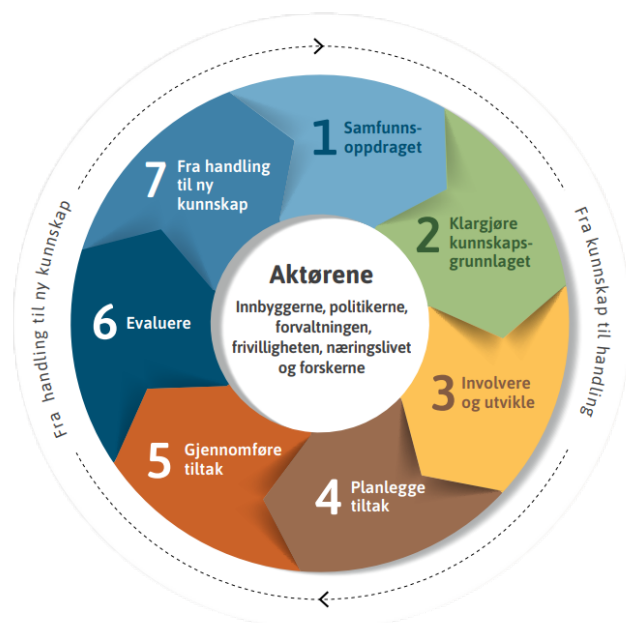 1 Samfunns-
oppdraget
2 Klargjøre
kunnskaps-
grunnlaget
3 Involvere
og utvikle
4 Planlegge
tiltak
5 Gjennomføre
tiltak
6 Evaluere
7 Fra handling
til ny
kunnskap
Aktørene
Innbyggerne, politikerne,
forvaltningen,
frivilligheten, næringslivet
og forskerne
Fra kunnskap til handling
Fra handling til ny kunnskap